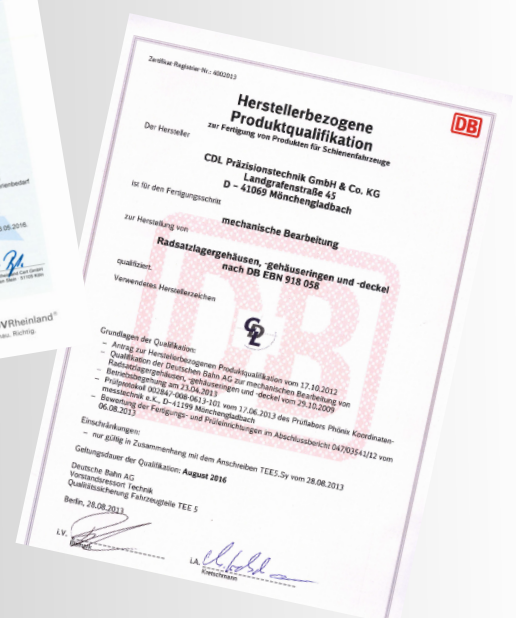 Zertifikat-Register-Nr.: 4002013
DB
Herstellerbezogene
Produktqualifikation
zur Fertigung von Produkten für Schienenfahrzeuge
Der Hersteller
CDL Präzisionstechnik GmbH & Co. KG
Landgrafenstraße 45
D – 41069 Mönchengladbach
ist für den Fertigungsschritt
mechanische Bearbeitung
zur Herstellung von
Radsatzlagergehäusen, -gehäuseringen und -deckel
nach DB EBN 918 058
qualifiziert.
Verwendetes Herstellerzeichen
Grundlagen der Qualifikation:
– Antrag zur Herstellerbezogenen Produktqualifikation vom 17.10.2012
– Qualifikation der Deutschen Bahn AG zur mechanischen Bearbeitung von
Radsatzlagergehäusen, -gehäuseringen und -deckel vom 29.10.2009
– Betriebsbegehung am 23.04.2013
– Prüfprotokoll 002847-008-0613-101 vom 17.06.2013 des Prüflabors Phönix Koordinaten-
messtechnik e.K., D-41199 Mönchengladbach
– Bewertung der Fertigungs- und Prüfeinrichtungen im Abschlussbericht 047/03541/12 vom
06.08.2013
Einschränkungen:
– nur gültig in Zusammenhang mit dem Anschreiben TEE5.Sy vom 28.08.2013
Geltungsdauer der Qualifikation: August 2016
Deutsche Bahn AG
Vorstandsressort Technik
Qualitätssicherung Fahrzeugteile TEE 5
Berlin, 28.08.2013
i.V.
i.A.
Kretschmann
.2016.
VRheinland®
au. Richtig.